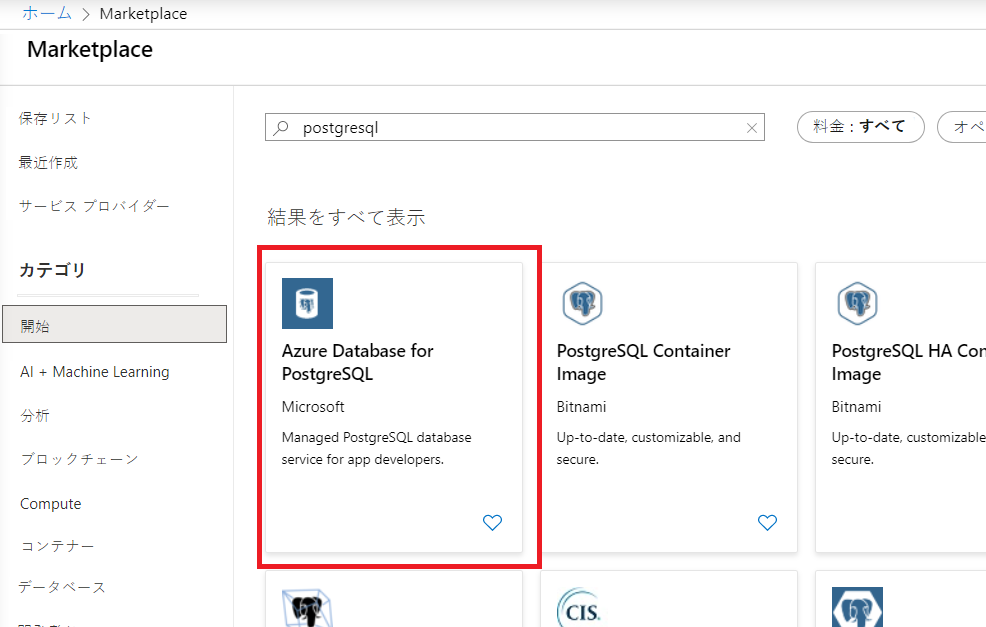 ホーム > Marketplace
Marketplace
保存リスト
最近作成
サービス プロバイダー
カテゴリ
開始
AI + Machine Learning
分析
ブロックチェーン
Compute
コンテナー
データベース
postgresql
料金 : すべて
オペ
結果をすべて表示
Azure Database for
PostgreSQL
Microsoft
Managed PostgreSQL database
service for app developers.
PostgreSQL Container
Image
Bitnami
Up-to-date, customizable, and
secure.
PostgreSQL HA Con
Image
Bitnami
Up-to-date, customizable
secure.
CIS.